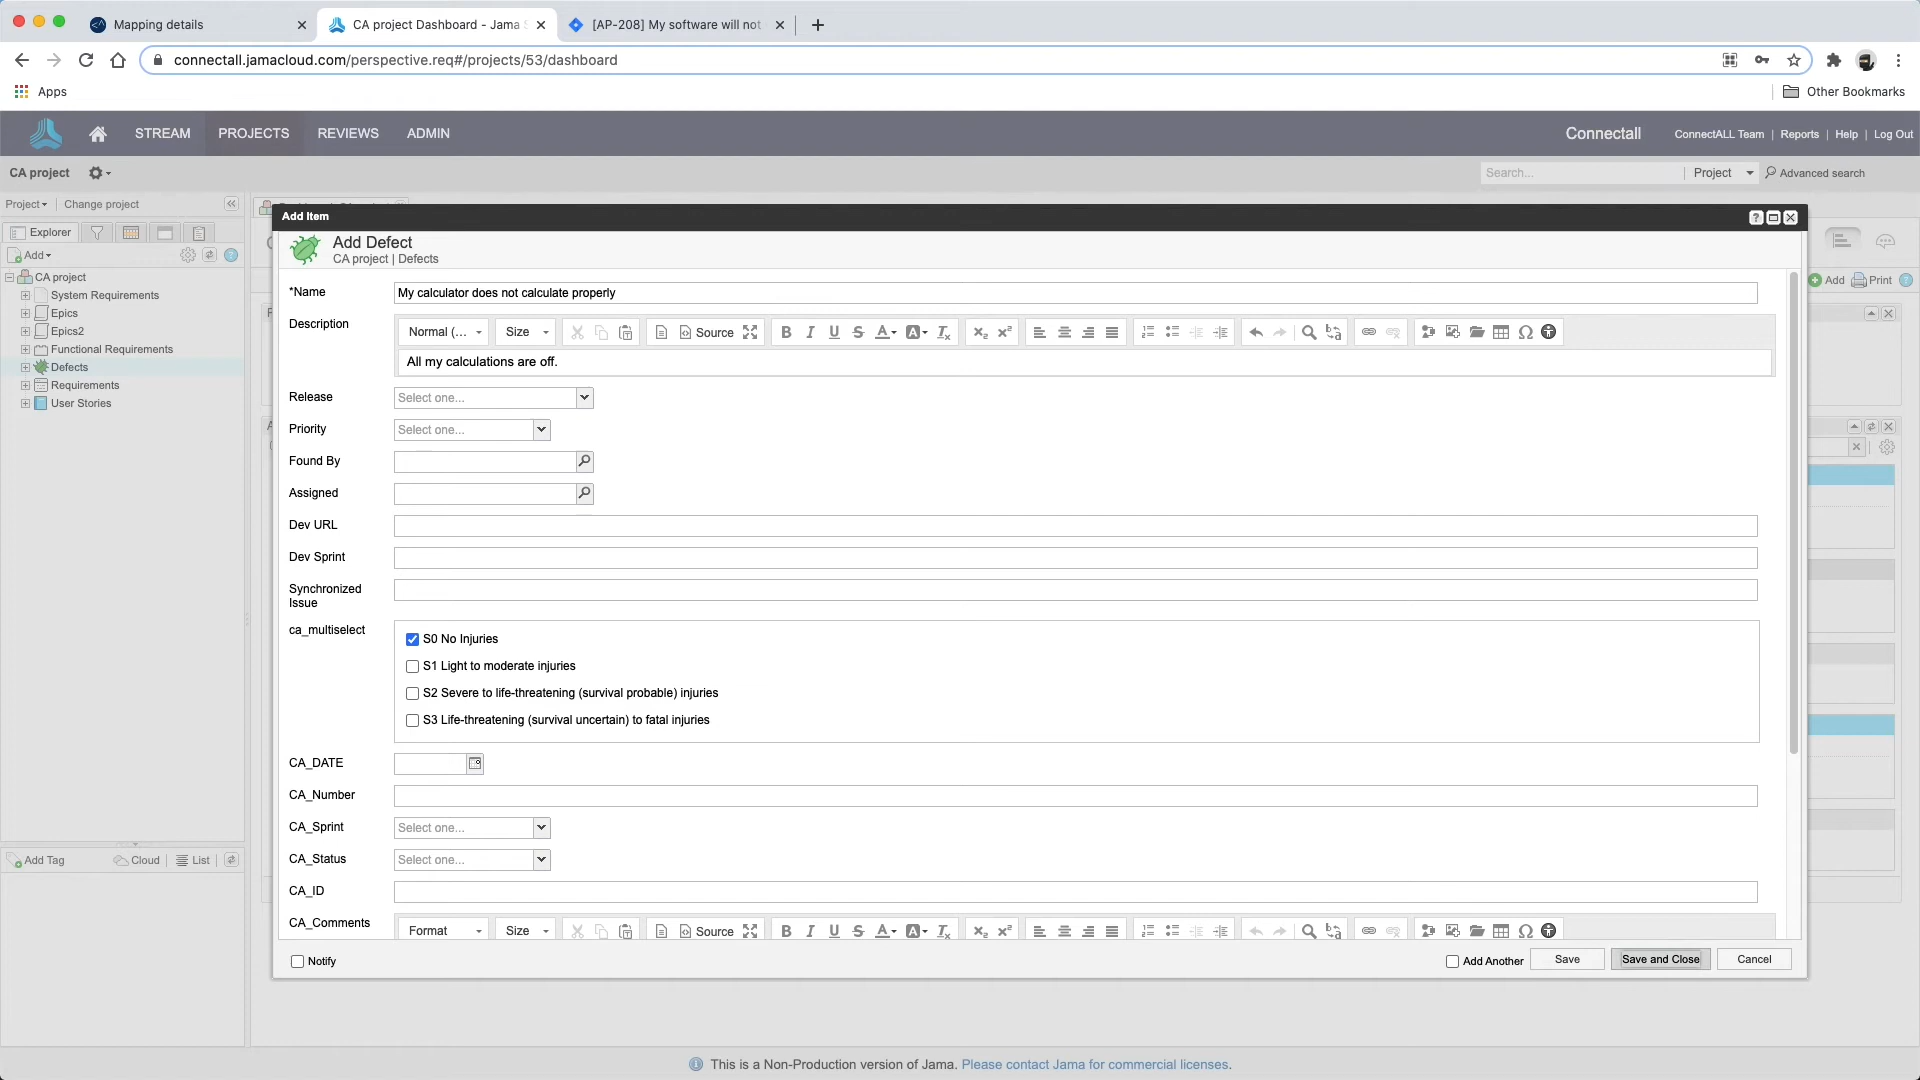 Mapping details
CA project Dashboard - Jama S
[AP-208] My software will not
connectall.jamacloud.com/perspective.req#/projects/53/dashboard
Apps
Other Bookmarks
STREAM PROJECTS REVIEWS ADMIN
Connectall ConnectALL Team | Reports | Help | Log Out
CA project
Search... Project Advanced search
Project Change project
Explorer
Add
CA project
System Requirements
Epics
Epics2
Functional Requirements
Defects
Requirements
User Stories
Add Tag Cloud List
Add Print
Add Item
Add Defect
CA project | Defects
*Name My calculator does not calculate properly
Description Normal (... Size Source
All my calculations are off.
Release Select one...
Priority Select one...
Found By
Assigned
Dev URL
Dev Sprint
Synchronized
Issue
ca_multiselect
S0 No Injuries
S1 Light to moderate injuries
S2 Severe to life-threatening (survival probable) injuries
S3 Life-threatening (survival uncertain) to fatal injuries
CA_DATE
CA_Number
CA_Sprint Select one...
CA_Status Select one...
CA_ID
CA_Comments Format Size Source
Notify
Add Another Save Save and Close Cancel
This is a Non-Production version of Jama. Please contact Jama for commercial licenses.